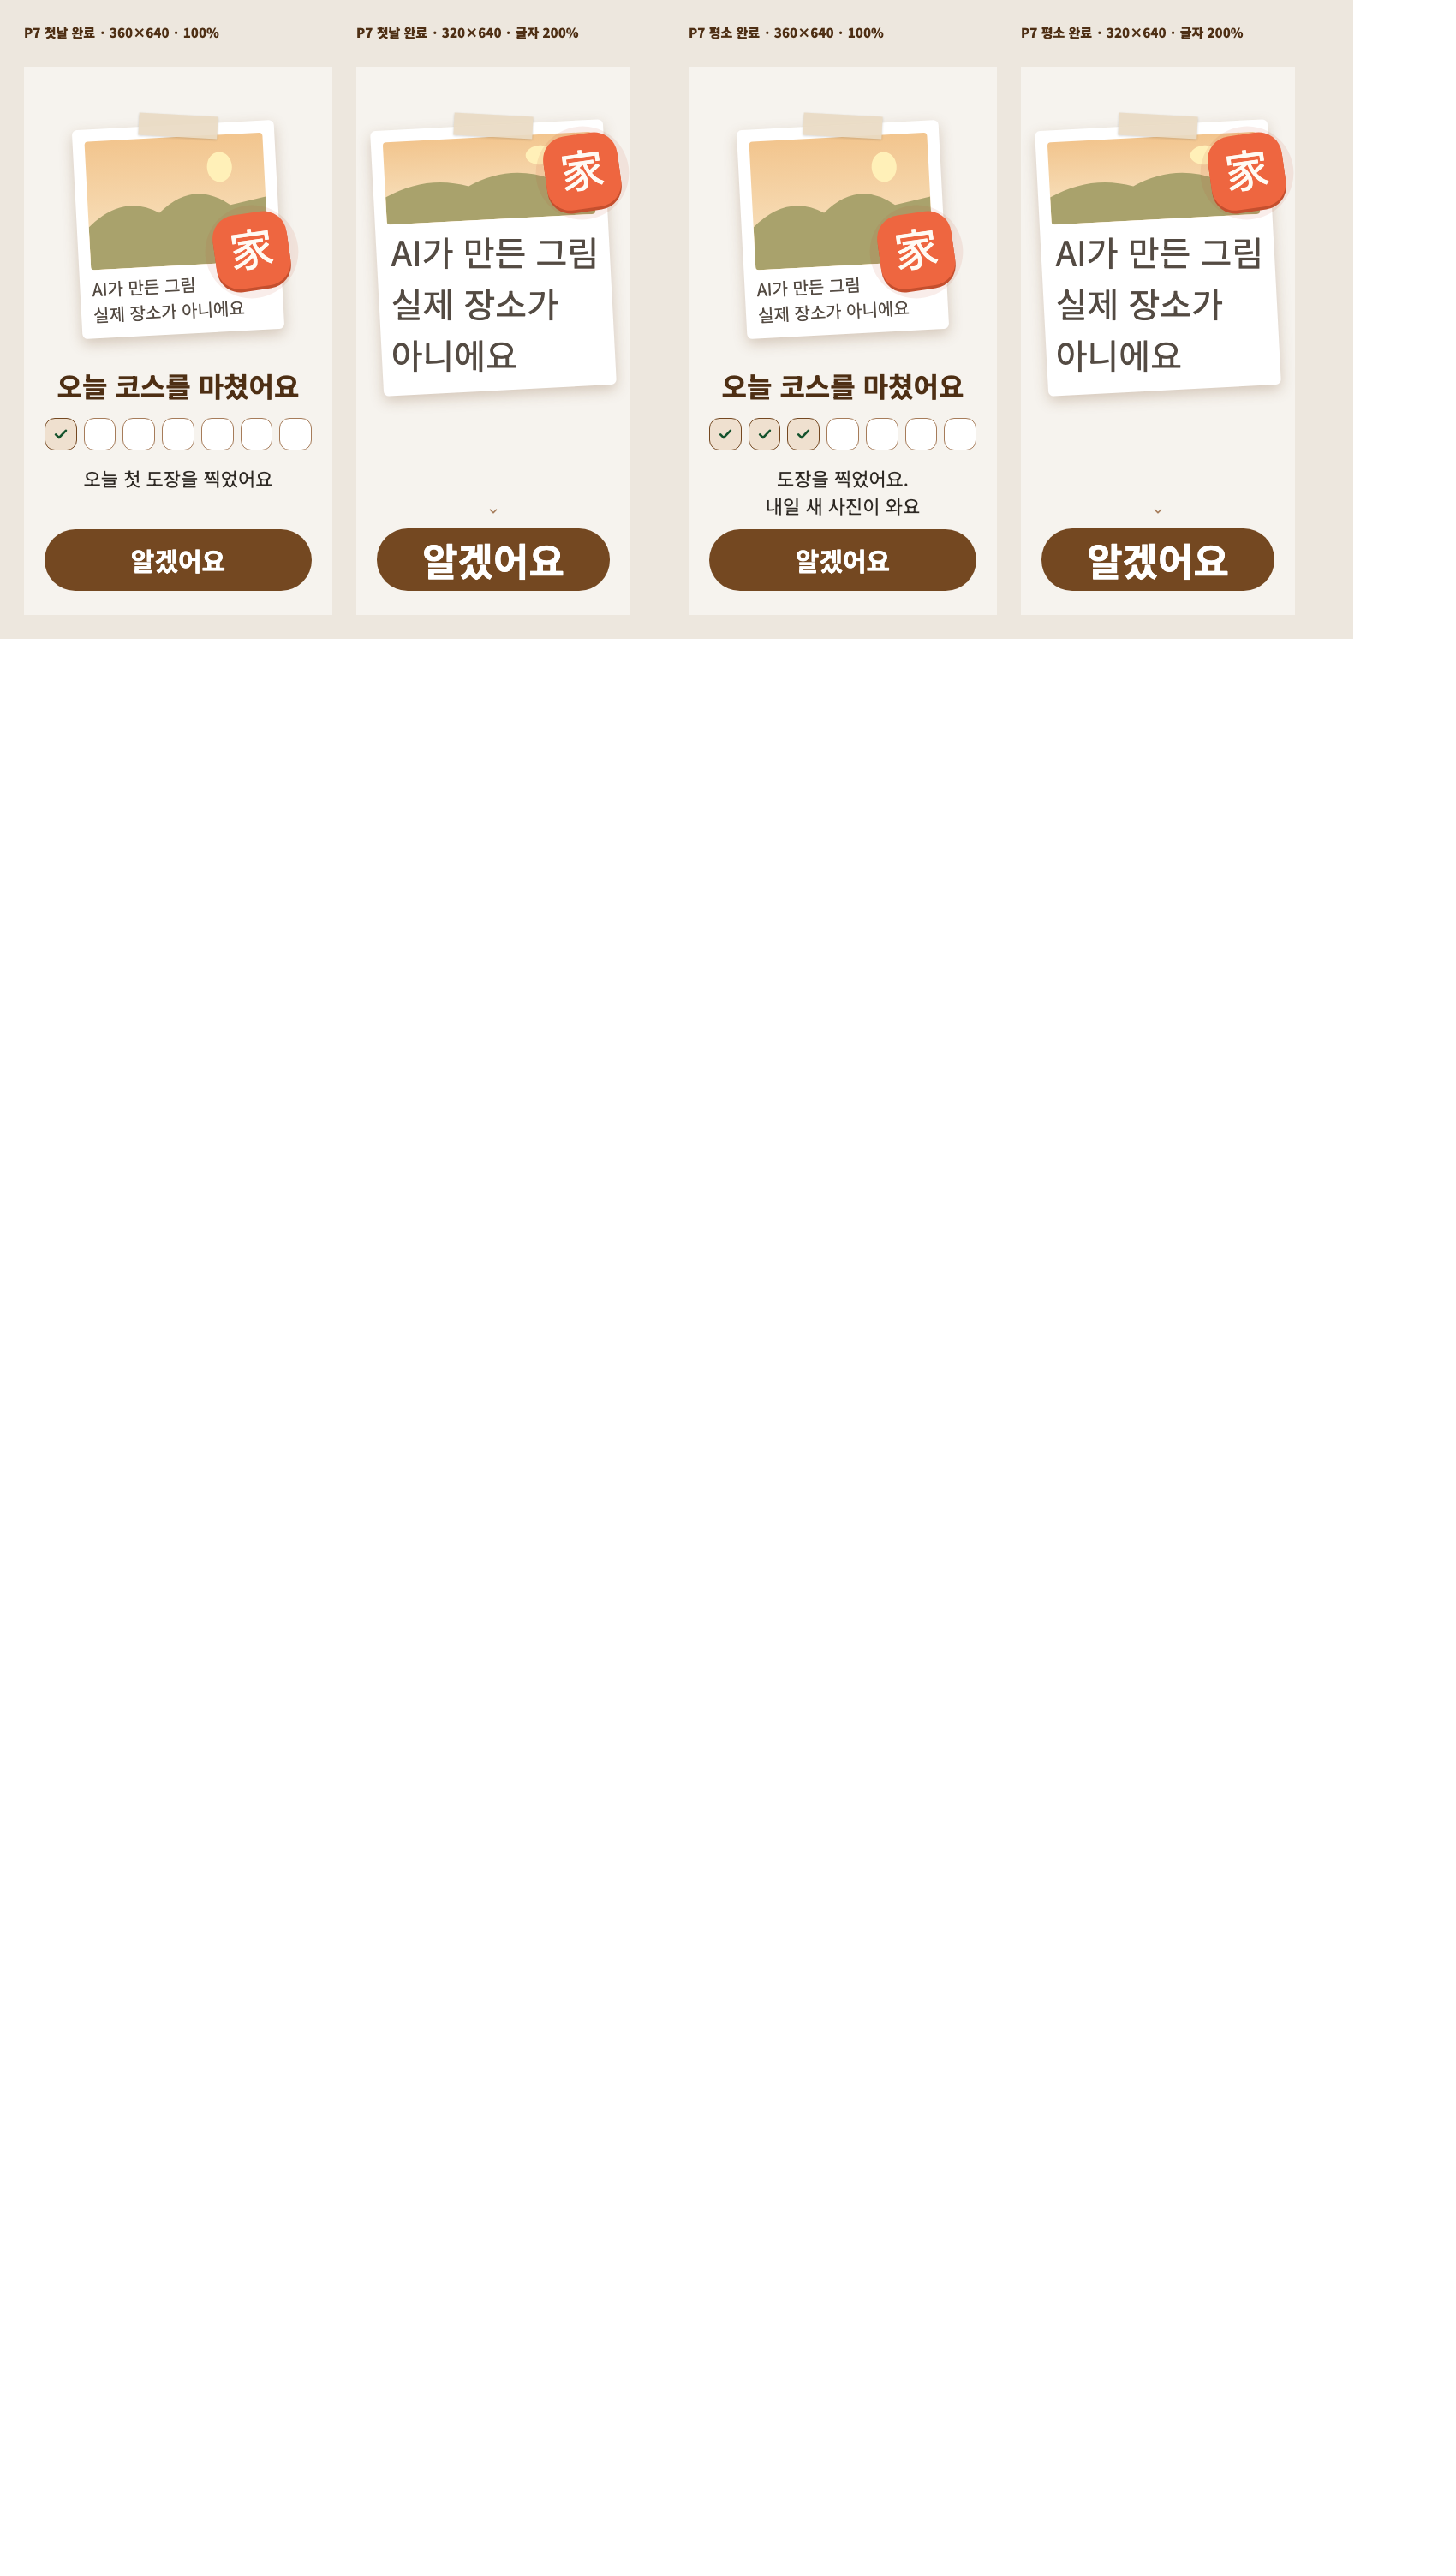 P7 첫날 완료 · 360×640 · 100%
家
AI가 만든 그림
실제 장소가 아니에요
오늘 코스를 마쳤어요
오늘 첫 도장을 찍었어요
알겠어요
P7 첫날 완료 · 320×640 · 글자 200%
家
AI가 만든 그림
실제 장소가
아니에요
알겠어요
P7 평소 완료 · 360×640 · 100%
家
AI가 만든 그림
실제 장소가 아니에요
오늘 코스를 마쳤어요
도장을 찍었어요.
내일 새 사진이 와요
알겠어요
P7 평소 완료 · 320×640 · 글자 200%
家
AI가 만든 그림
실제 장소가
아니에요
알겠어요